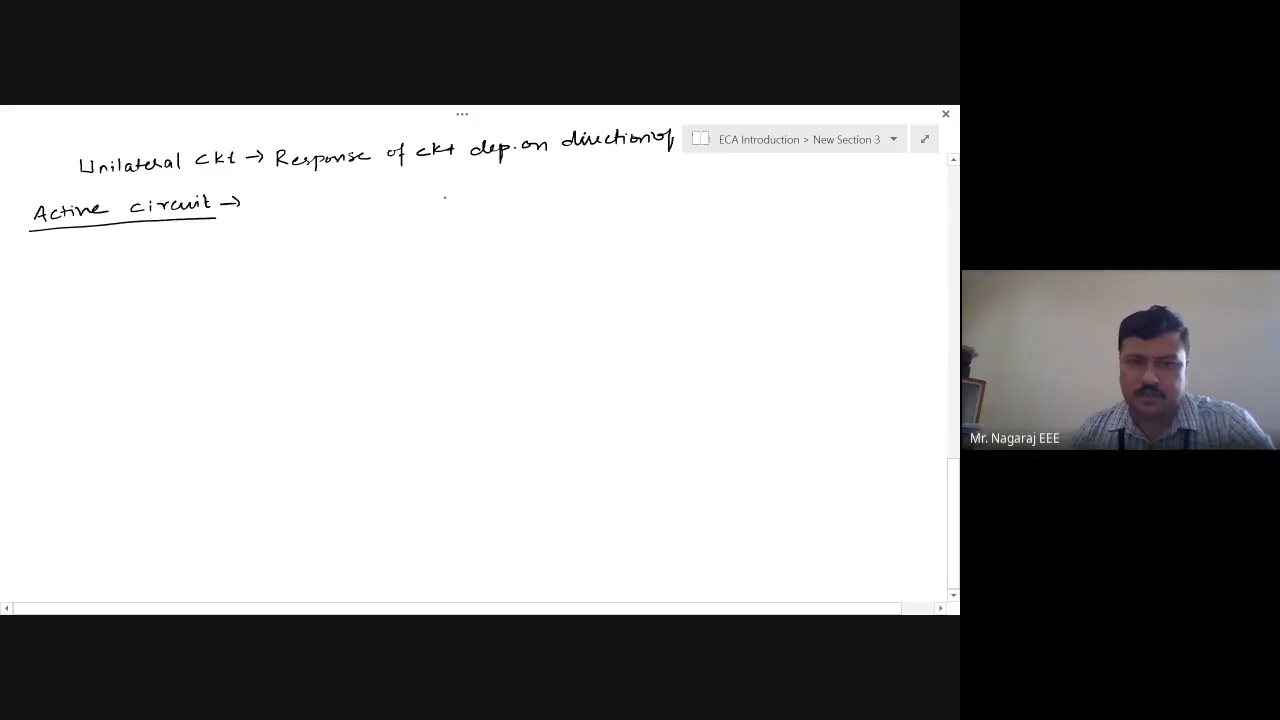 ECA Introduction > New Section 3
Unilateral ckt → Response of ckt dep. on direction of
Active circuit →
Mr. Nagaraj EEE